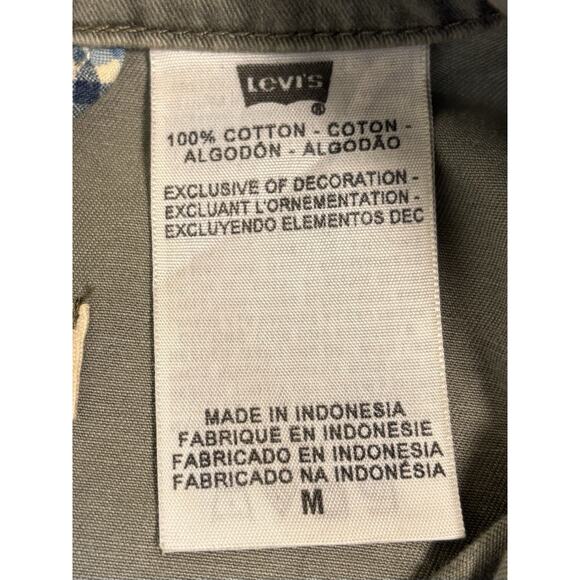 Levi's
®
100% COTTON - COTON -
ALGODÓN - ALGODÃO
EXCLUSIVE OF DECORATION -
EXCLUANT L'ORNEMENTATION -
EXCLUYENDO ELEMENTOS DEC
MADE IN INDONESIA
FABRIQUE EN INDONESIE
FABRICADO EN INDONESIA
FABRICADO NA INDONÉSIA
M